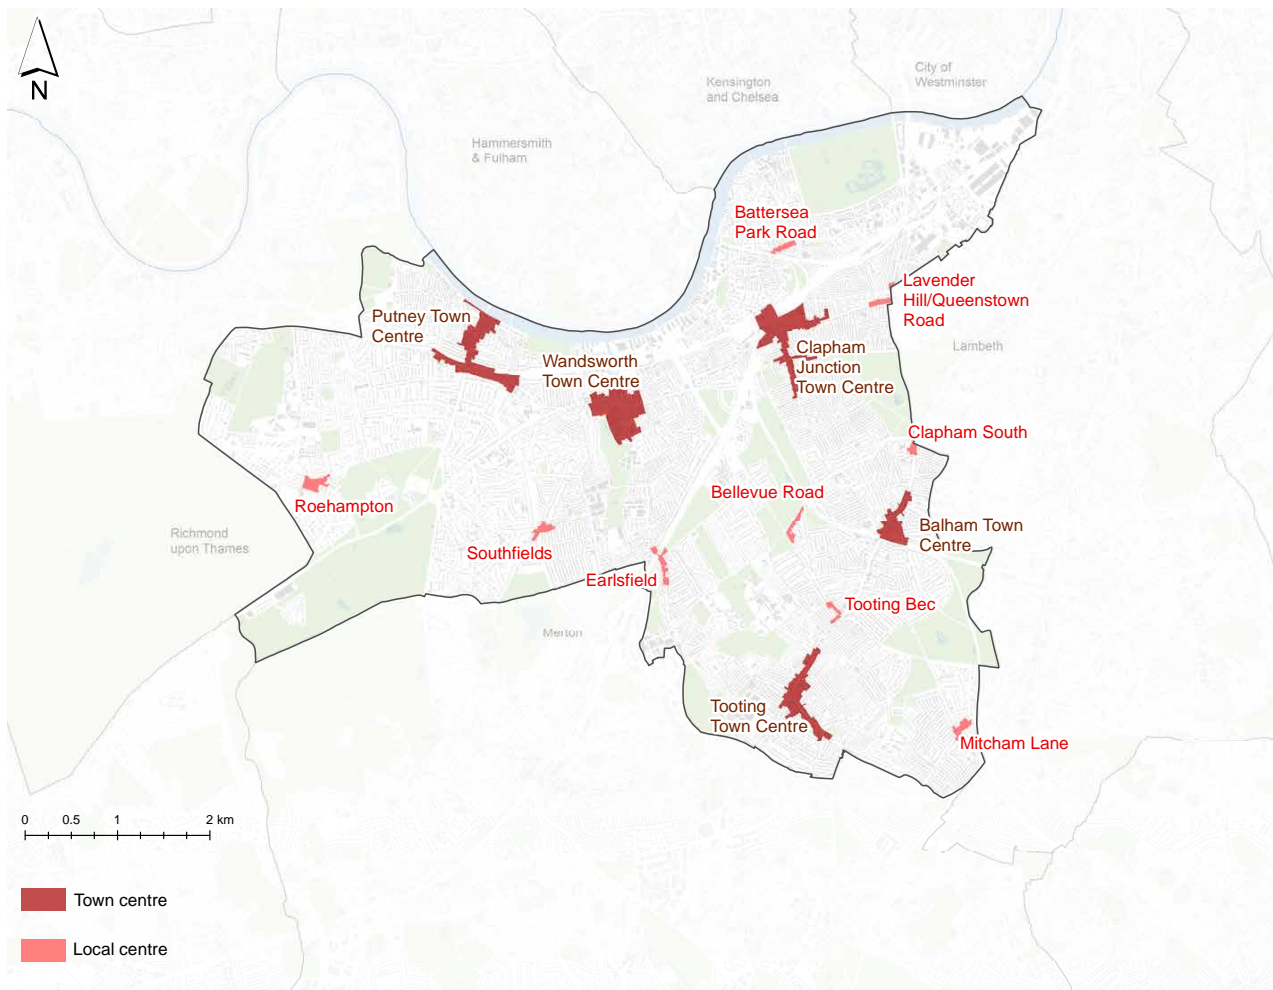 N
City of
Westminster
Kensington
and Chelsea
Hammersmith
& Fulham
Battersea
Park Road
Lavender
Hill/Queenstown
Road
Putney Town
Centre
Wandsworth
Town Centre
Clapham
Junction
Town Centre
Lambeth
Clapham South
Roehampton
Bellevue Road
Richmond
upon Thames
Southfields
Balham Town
Centre
Earlsfield
Tooting Bec
Merton
Tooting
Town Centre
Mitcham Lane
0 0.5 1 2 km
Town centre
Local centre